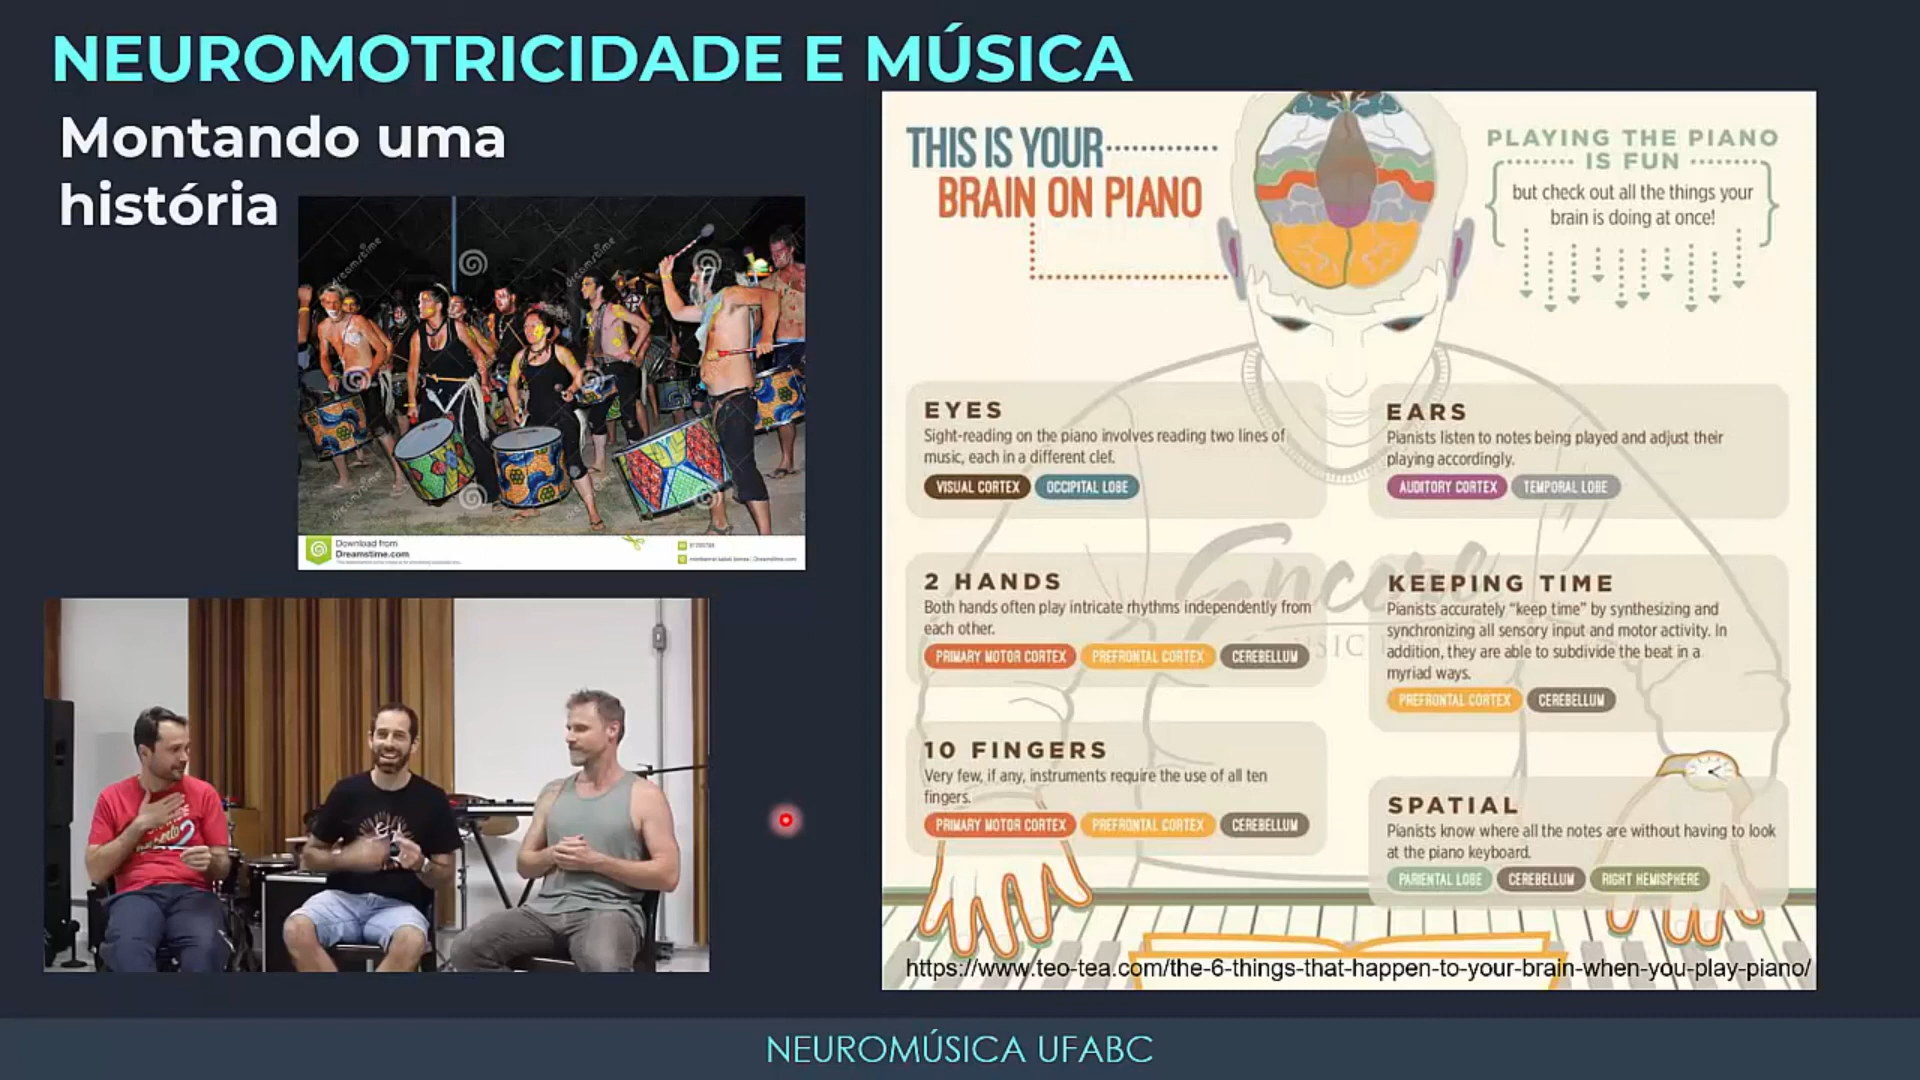 NEUROMOTRICIDADE E MÚSICA
Montando uma
história
dreamstime
dreamstime
Download from
Dreamstime.com
THIS IS YOUR
BRAIN ON PIANO
PLAYING THE PIANO
IS FUN
but check out all the things your
brain is doing at once!
EYES
Sight-reading on the piano involves reading two lines of
music, each in a different clef.
VISUAL CORTEX OCCIPITAL LOBE
EARS
Pianists listen to notes being played and adjust their
playing accordingly.
AUDITORY CORTEX TEMPORAL LOBE
Encore
2 HANDS
Both hands often play intricate rhythms independently from
each other.
PRIMARY MOTOR CORTEX PREFRONTAL CORTEX CEREBELLUM
KEEPING TIME
Pianists accurately “keep time” by synthesizing and
synchronizing all sensory input and motor activity. In
addition, they are able to subdivide the beat in a
myriad ways.
PREFRONTAL CORTEX CEREBELLUM
10 FINGERS
Very few, if any, instruments require the use of all ten
fingers.
PRIMARY MOTOR CORTEX PREFRONTAL CORTEX CEREBELLUM
SPATIAL
Pianists know where all the notes are without having to look
at the piano keyboard.
PARIENTAL LOBE CEREBELLUM RIGHT HEMISPHERE
https://www.teo-tea.com/the-6-things-that-happen-to-your-brain-when-you-play-piano/
NEUROMÚSICA UFABC